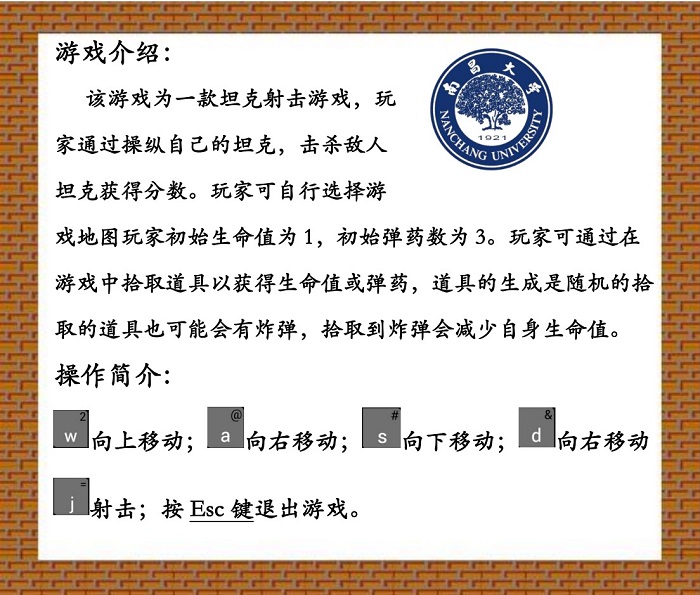 游戏介绍：
南昌大学
1921
NANCHANG UNIVERSITY
该游戏为一款坦克射击游戏，玩
家通过操纵自己的坦克，击杀敌人
坦克获得分数。玩家可自行选择游
戏地图玩家初始生命值为1，初始弹药数为3。玩家可通过在
游戏中拾取道具以获得生命值或弹药，道具的生成是随机的拾
取的道具也可能会有炸弹，拾取到炸弹会减少自身生命值。
操作简介：
2 w 向上移动；@ a 向右移动；# s 向下移动；& d 向右移动
= j 射击；按 Esc 键退出游戏。